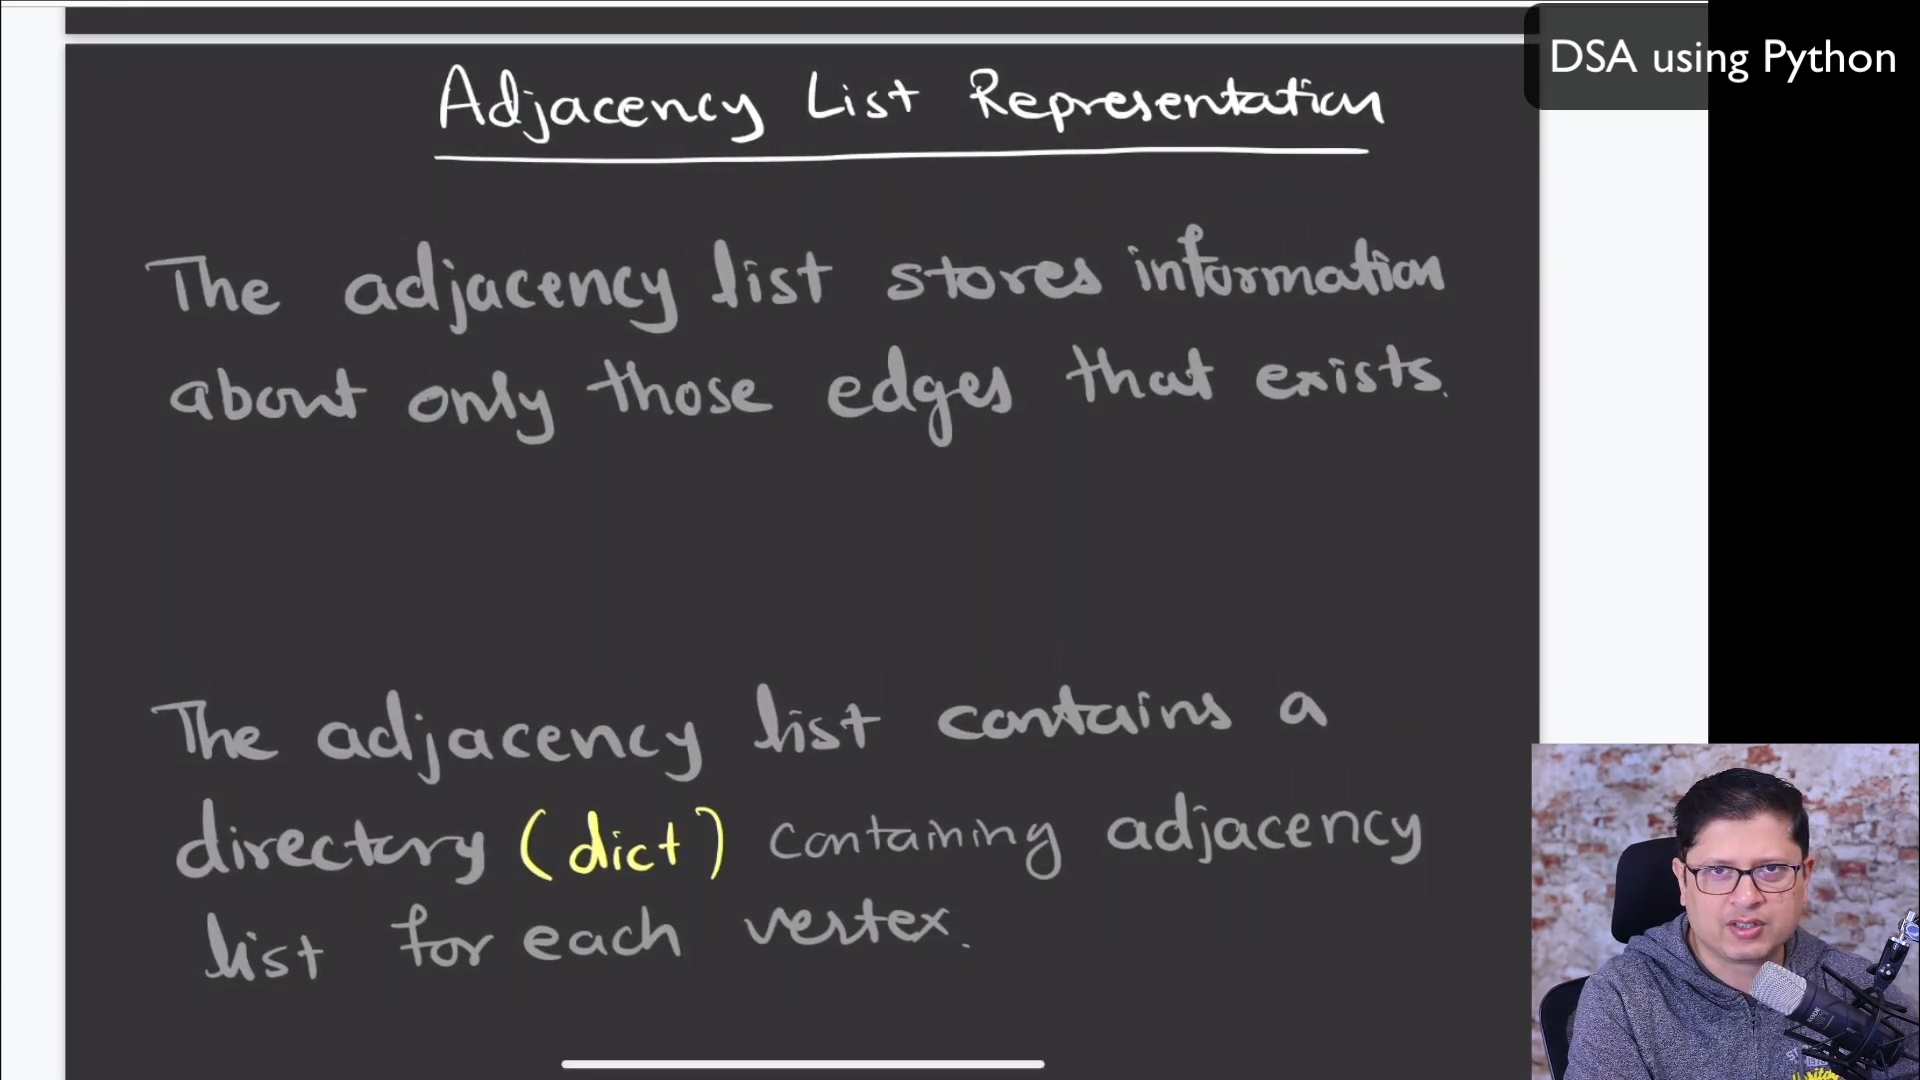 DSA using Python
Adjacency List Representation
The adjacency list stores information
about only those edges that exists.
The adjacency list contains a
directory (dict) containing adjacency
list for each vertex.